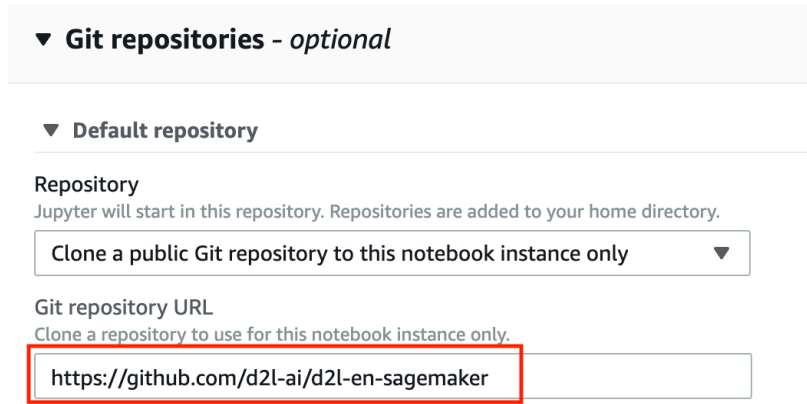 Git repositories - optional
Default repository
Repository
Jupyter will start in this repository. Repositories are added to your home directory.
Clone a public Git repository to this notebook instance only
Git repository URL
Clone a repository to use for this notebook instance only.
https://github.com/d2l-ai/d2l-en-sagemaker